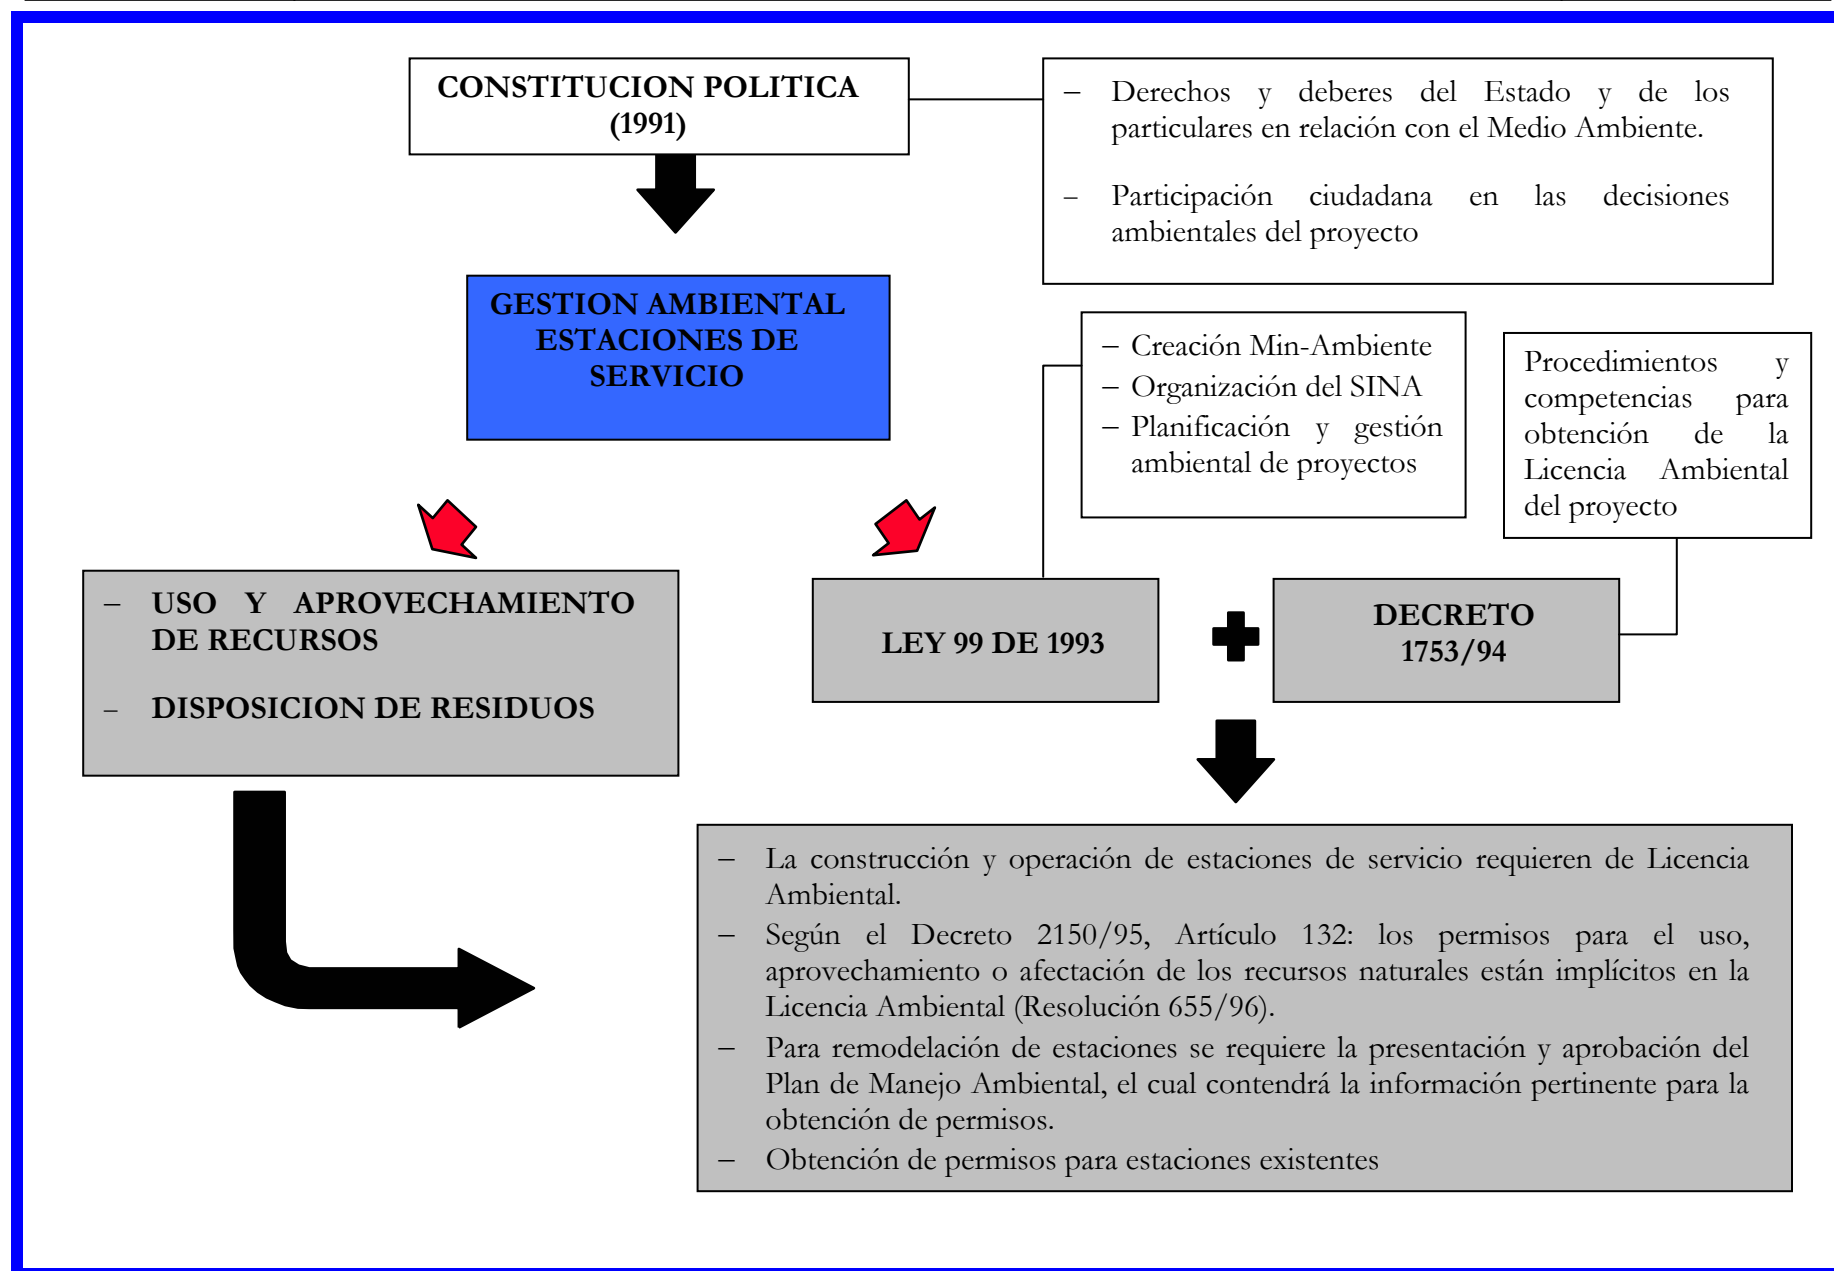 CONSTITUCION POLITICA
(1991)
– Derechos y deberes del Estado y de los
particulares en relación con el Medio Ambiente.
– Participación ciudadana en las decisiones
ambientales del proyecto
GESTION AMBIENTAL
ESTACIONES DE
SERVICIO
– Creación Min-Ambiente
– Organización del SINA
– Planificación y gestión
ambiental de proyectos
Procedimientos y
competencias para
obtención de la
Licencia Ambiental
del proyecto
– USO Y APROVECHAMIENTO
DE RECURSOS
– DISPOSICION DE RESIDUOS
LEY 99 DE 1993
DECRETO
1753/94
– La construcción y operación de estaciones de servicio requieren de Licencia
Ambiental.
– Según el Decreto 2150/95, Artículo 132: los permisos para el uso,
aprovechamiento o afectación de los recursos naturales están implícitos en la
Licencia Ambiental (Resolución 655/96).
– Para remodelación de estaciones se requiere la presentación y aprobación del
Plan de Manejo Ambiental, el cual contendrá la información pertinente para la
obtención de permisos.
– Obtención de permisos para estaciones existentes